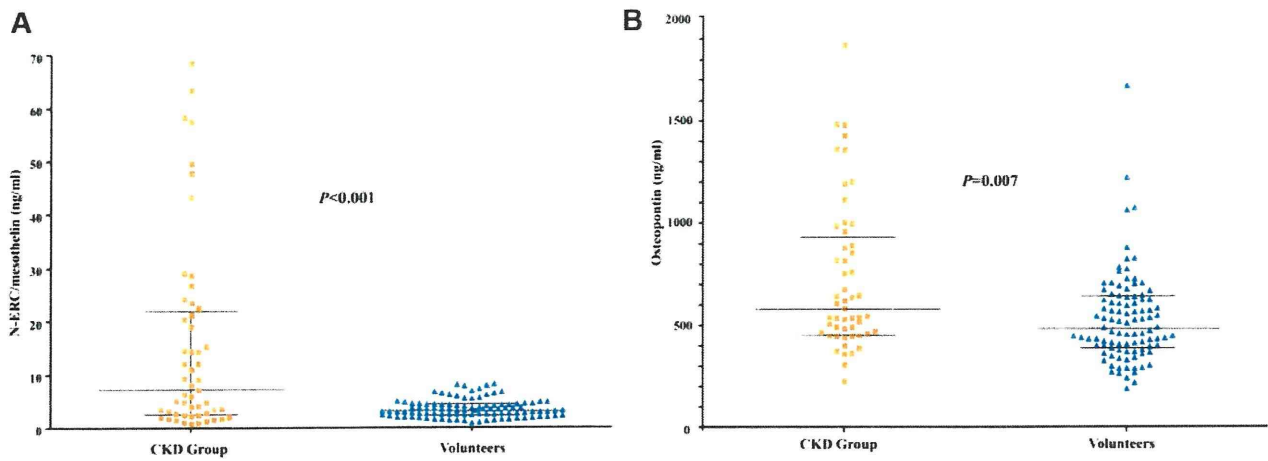 A
70
60
50
40
30
20
10
0
N-ERC/mesothelin (ng/ml)
P<0.001
CKD Group
Volunteers
B
2000
1500
1000
500
0
Osteopontin (ng/ml)
P=0.007
CKD Group
Volunteers